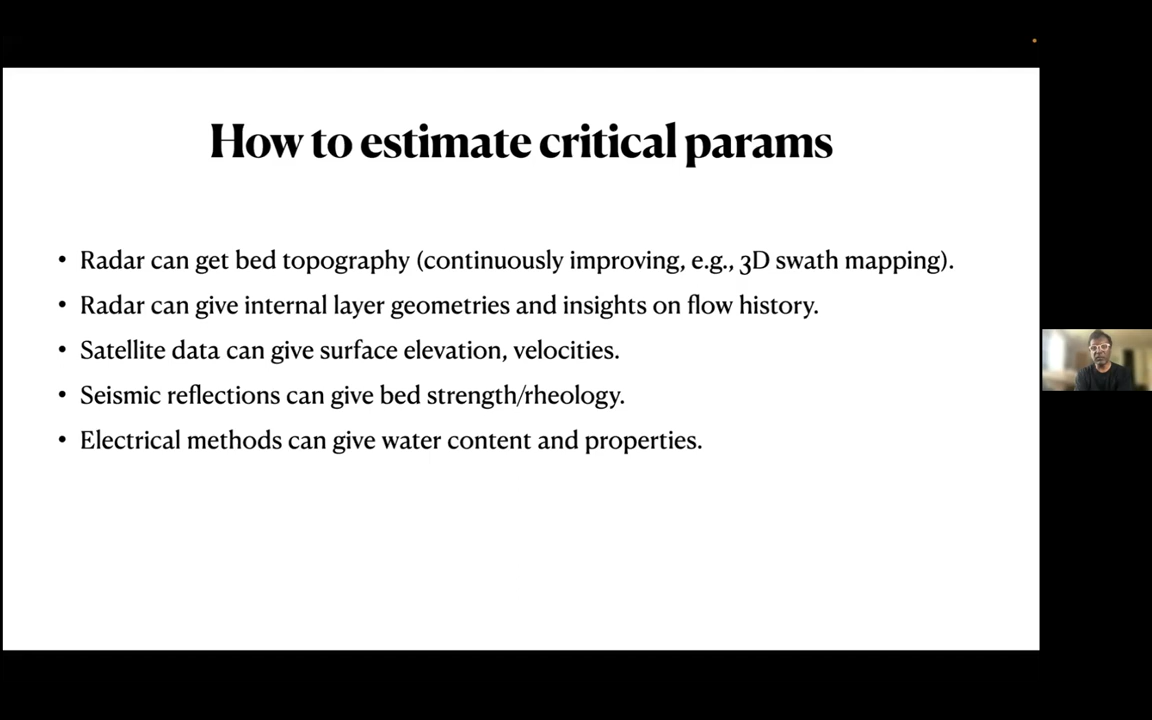 How to estimate critical params
• Radar can get bed topography (continuously improving, e.g., 3D swath mapping).
• Radar can give internal layer geometries and insights on flow history.
• Satellite data can give surface elevation, velocities.
• Seismic reflections can give bed strength/rheology.
• Electrical methods can give water content and properties.